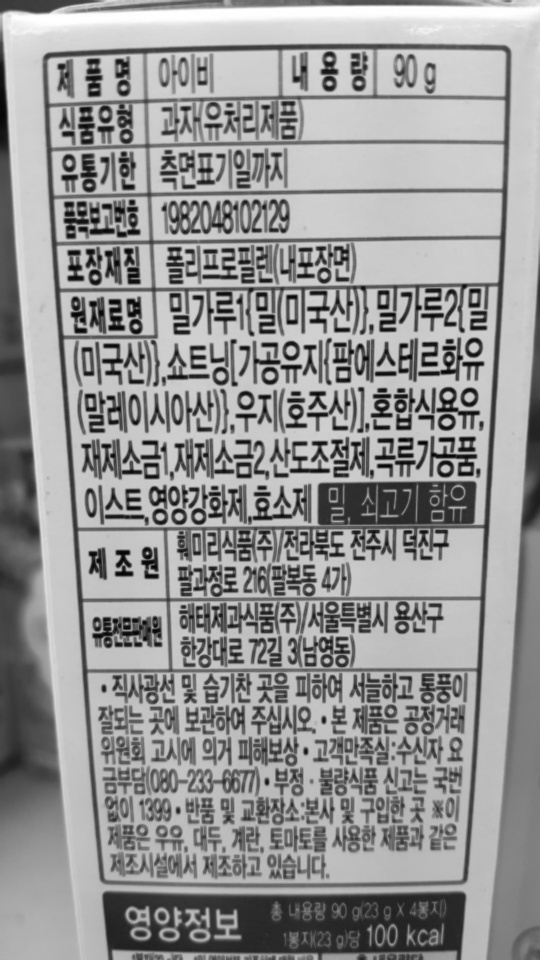 제품명 아이비 내용량 90 g
식품유형 과자(유처리제품)
유통기한 측면표기일까지
품목보고번호 1982048102129
포장재질 폴리프로필렌(내포장면)
원재료명 밀가루1{밀(미국산)},밀가루2{밀
(미국산)},쇼트닝[가공유지{팜에스테르화유
(말레이시아산)},우지(호주산)],혼합식용유,
재제소금1,재제소금2,산도조절제,곡류가공품,
이스트,영양강화제,효소제 밀, 쇠고기 함유
제조원 훼미리식품(주)/전라북도 전주시 덕진구
팔과정로 216(팔복동 4가)
유통전문판매원 해태제과식품(주)/서울특별시 용산구
한강대로 72길 3(남영동)
•직사광선 및 습기찬 곳을 피하여 서늘하고 통풍이
잘되는 곳에 보관하여 주십시오. •본 제품은 공정거래
위원회 고시에 의거 피해보상•고객만족실:수신자 요
금부담(080-233-6677)•부정·불량식품 신고는 국번
없이 1399•반품 및 교환장소:본사 및 구입한 곳 ※이
제품은 우유, 대두, 계란, 토마토를 사용한 제품과 같은
제조시설에서 제조하고 있습니다.
영양정보 총 내용량 90 g(23 g X 4봉지)
1봉지(23 g)당 100 kcal